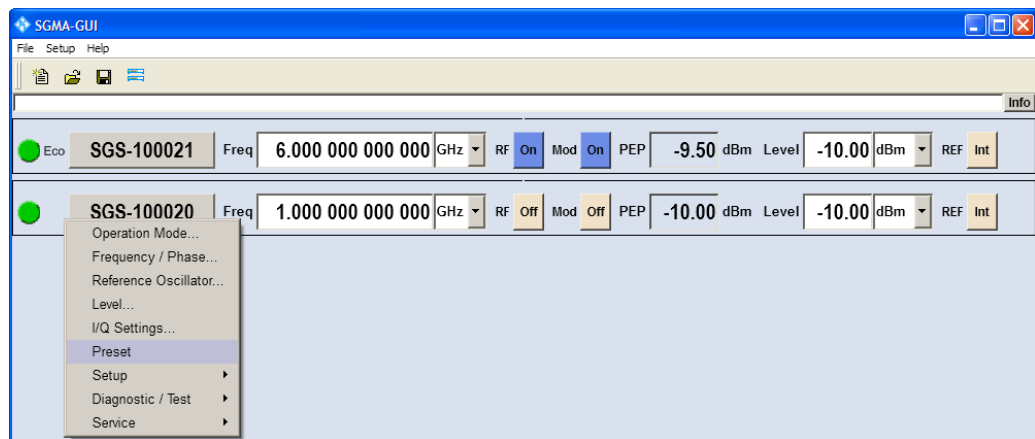 SGMA-GUI
File Setup Help
Info
Eco SGS-100021 Freq 6.000 000 000 000 GHz RF On Mod On PEP -9.50 dBm Level -10.00 dBm REF Int
SGS-100020 Freq 1.000 000 000 000 GHz RF Off Mod Off PEP -10.00 dBm Level -10.00 dBm REF Int
Operation Mode...
Frequency / Phase...
Reference Oscillator...
Level...
I/Q Settings...
Preset
Setup
Diagnostic / Test
Service